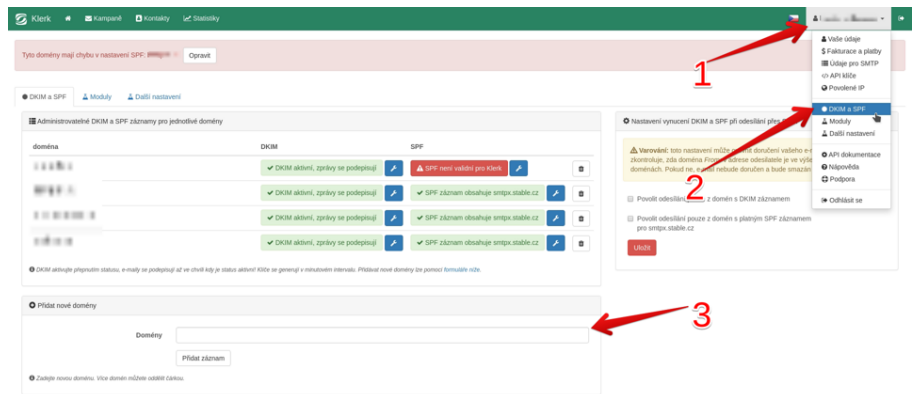 Klerk
Kampaně
Kontakty
Statistiky
Tyto domény mají chybu v nastavení SPF:
Opravit
1
Vaše údaje
$ Fakturace a platby
Údaje pro SMTP
</> API klíče
Povolené IP
DKIM a SPF
Moduly
Další nastavení
API dokumentace
Nápověda
Podpora
Odhlásit se
2
DKIM a SPF
Moduly
Další nastavení
Administrovatelné DKIM a SPF záznamy pro jednotlivé domény
doména
DKIM
SPF
DKIM aktivní, zprávy se podepisují
SPF není validní pro Klerk
DKIM aktivní, zprávy se podepisují
SPF záznam obsahuje smtpx.stable.cz
DKIM aktivní, zprávy se podepisují
SPF záznam obsahuje smtpx.stable.cz
DKIM aktivní, zprávy se podepisují
SPF záznam obsahuje smtpx.stable.cz
DKIM aktivujte přepnutím statusu, e-maily se podepisují až ve chvíli kdy je status aktivní! Klíče se generují v minutovém intervalu. Přidávat nové domény lze pomocí formuláře níže.
Nastavení vynucení DKIM a SPF při odesílání přes
Varování: toto nastavení může doručení vašeho
zkontroluje, zda doména From adrese odesilatele je ve
doménách. Pokud ne, nebude doručen a bude smazán
Povolit odesílání z domén s DKIM záznamem
Povolit odesílání pouze z domén s platným SPF záznamem
pro smtpx.stable.cz
Uložit
Přidat nové domény
3
Domény
Přidat záznam
Zadejte novou doménu. Více domén můžete oddělit čárkou.